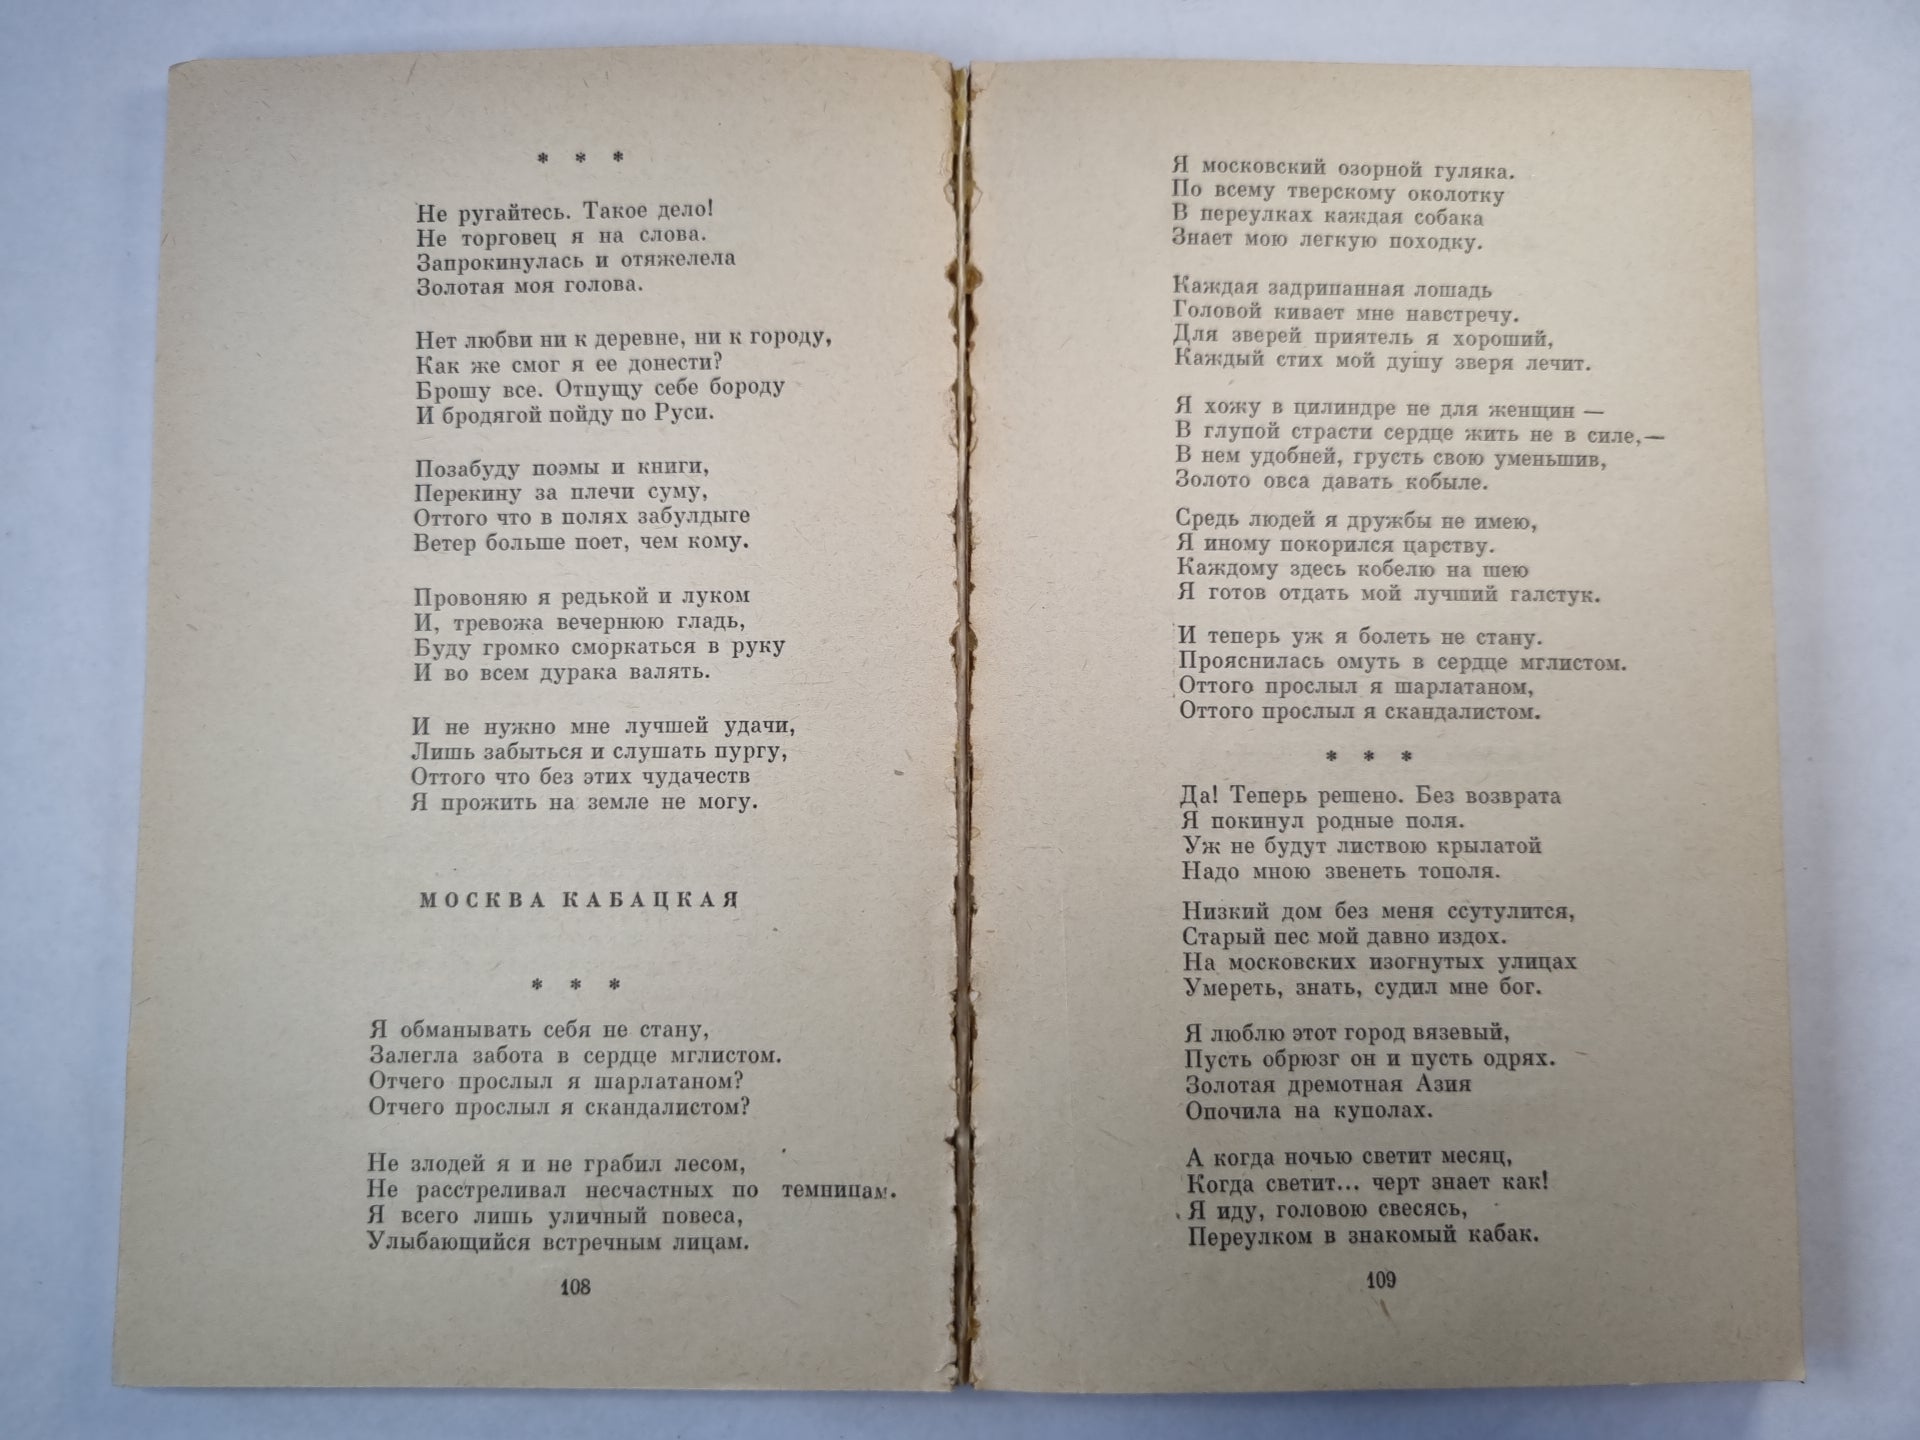 * * *
Не ругайтесь. Такое дело!
Не торговец я на слова.
Запрокинулась и отяжелела
Золотая моя голова.
Нет любви ни к деревне, ни к городу,
Как же смог я ее донести?
Брошу все. Отпущу себе бороду
И бродягой пойду по Руси.
Позабуду поэмы и книги,
Перекину за плечи суму,
Оттого что в полях забулдыге
Ветер больше поет, чем кому.
Провоняю я редькой и луком
И, тревожа вечернюю гладь,
Буду громко сморкаться в руку
И во всем дурака валять.
И не нужно мне лучшей удачи,
Лишь забыться и слушать пургу,
Оттого что без этих чудачеств
Я прожить на земле не могу.
МОСКВА КАБАЦКАЯ
* * *
Я обманывать себя не стану,
Залегла забота в сердце мглистом.
Отчего прослыл я шарлатаном?
Отчего прослыл я скандалистом?
Не злодей я и не грабил лесом,
Не расстреливал несчастных по темницам.
Я всего лишь уличный повеса,
Улыбающийся встречным лицам.
108
Я московский озорной гуляка.
По всему тверскому околотку
В переулках каждая собака
Знает мою легкую походку.
Каждая задрипанная лошадь
Головой кивает мне навстречу.
Для зверей приятель я хороший,
Каждый стих мой душу зверя лечит.
Я хожу в цилиндре не для женщин —
В глупой страсти сердце жить не в силе,—
В нем удобней, грусть свою уменьшив,
Золото овса давать кобыле.
Средь людей я дружбы не имею,
Я иному покорился царству.
Каждому здесь кобелю на шею
Я готов отдать мой лучший галстук.
И теперь уж я болеть не стану.
Прояснилась омуть в сердце мглистом.
Оттого прослыл я шарлатаном,
Оттого прослыл я скандалистом.
* * *
Да! Теперь решено. Без возврата
Я покинул родные поля.
Уж не будут листвою крылатой
Надо мною звенеть тополя.
Низкий дом без меня ссутулится,
Старый пес мой давно издох.
На московских изогнутых улицах
Умереть, знать, судил мне бог.
Я люблю этот город вязевый,
Пусть обрюзг он и пусть одрях.
Золотая дремотная Азия
Опочила на куполах.
А когда ночью светит месяц,
Когда светит... черт знает как!
Я иду, головою свесясь,
Переулком в знакомый кабак.
109